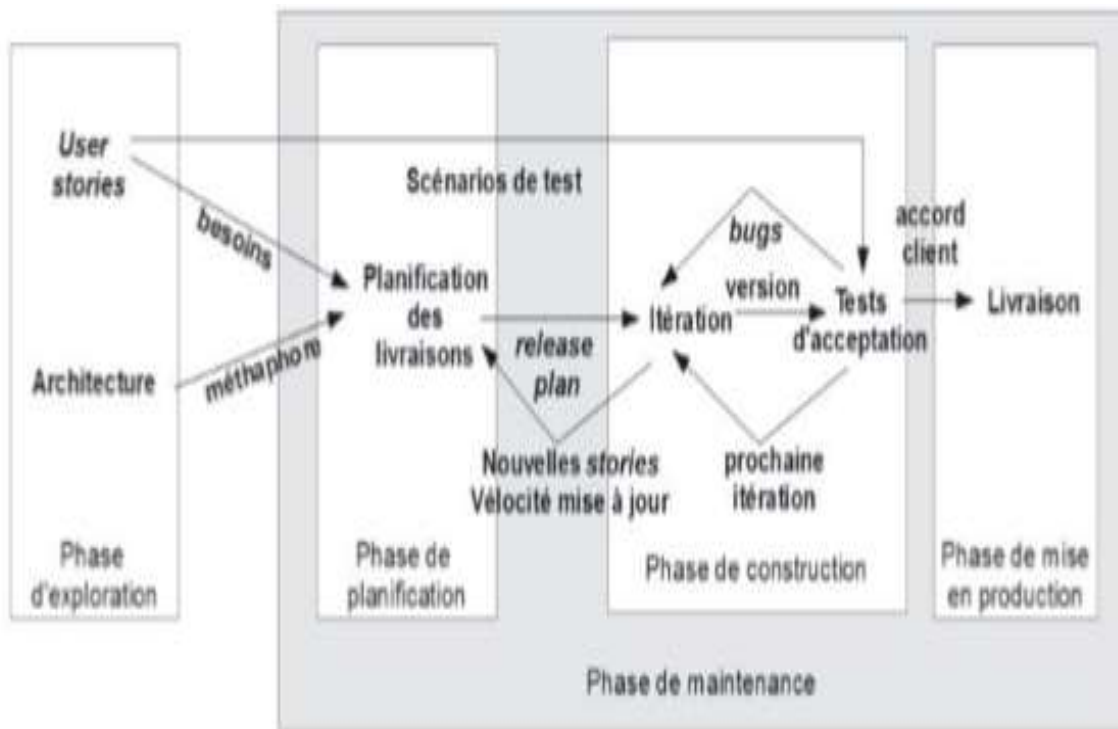 User
stories
besoins
Architecture
méthaphore
Phase
d'exploration
Scénarios de test
Planification
des
livraisons
release
plan
Nouvelles stories
Vélocité mise à jour
Phase de
planification
bugs
version
Itération
Tests
d'acceptation
prochaine
itération
Phase de construction
accord
client
Livraison
Phase de mise
en production
Phase de maintenance